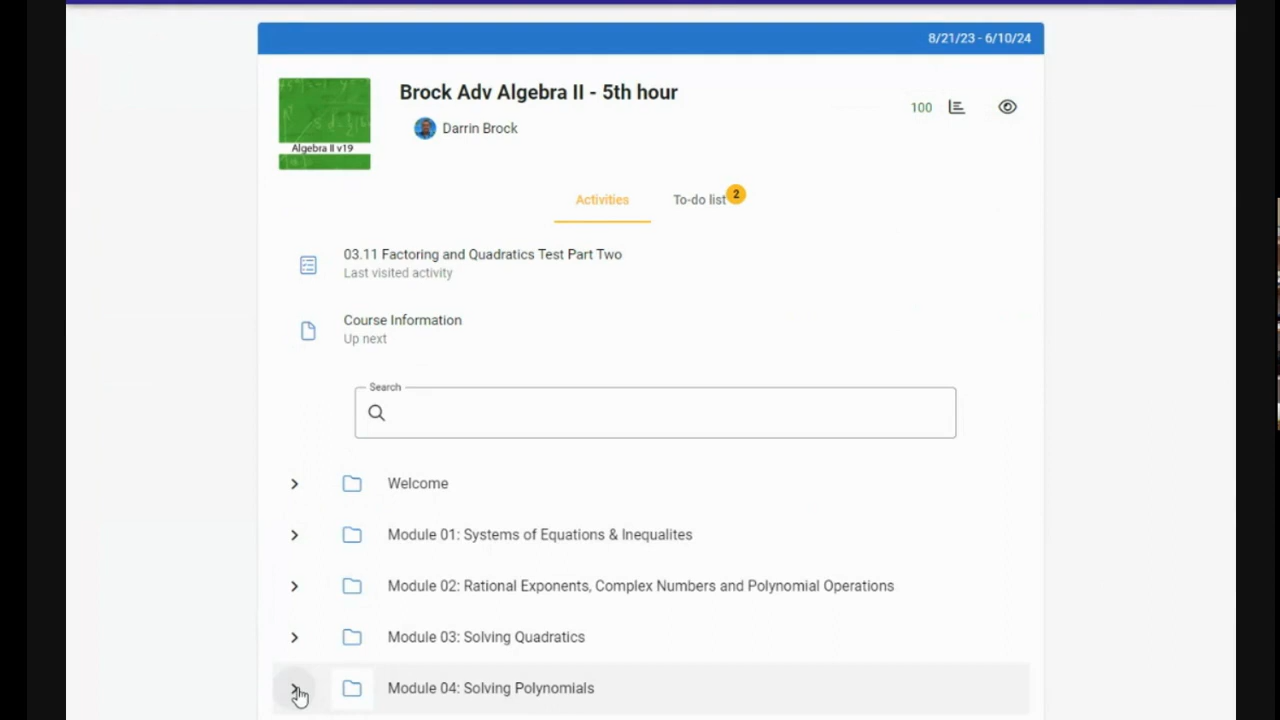 8/21/23 - 6/10/24
Brock Adv Algebra II - 5th hour
Darrin Brock
100
Algebra II v19
Activities
To-do list
2
03.11 Factoring and Quadratics Test Part Two
Last visited activity
Course Information
Up next
Search
Welcome
Module 01: Systems of Equations & Inequalites
Module 02: Rational Exponents, Complex Numbers and Polynomial Operations
Module 03: Solving Quadratics
Module 04: Solving Polynomials